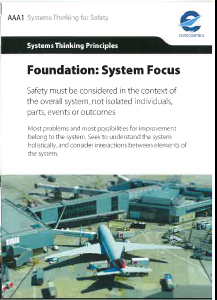 AAA1 Systems Thinking for Safety
EUROCONTROL
Systems Thinking Principles
Foundation: System Focus
Safety must be considered in the context of
the overall system, not isolated individuals,
parts, events or outcomes
Most problems and most possibilities for improvement
belong to the system. Seek to understand the system
holistically, and consider interactions between elements of
the system.